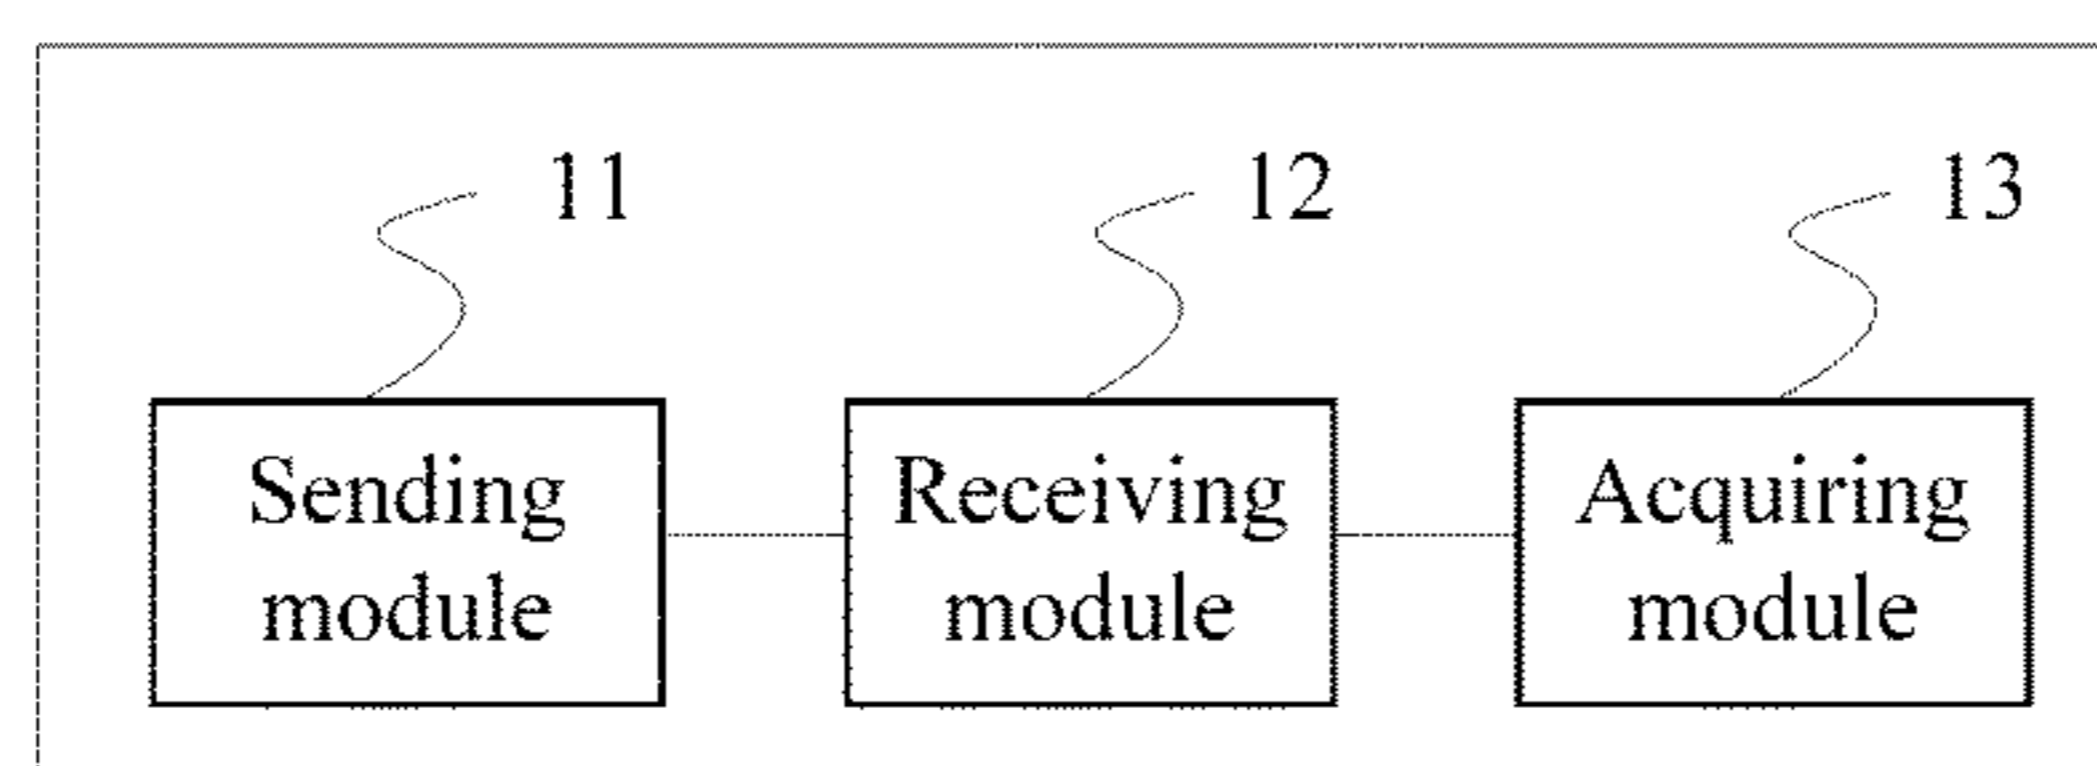 11 12 13
Sending Receiving Acquiring
module module module